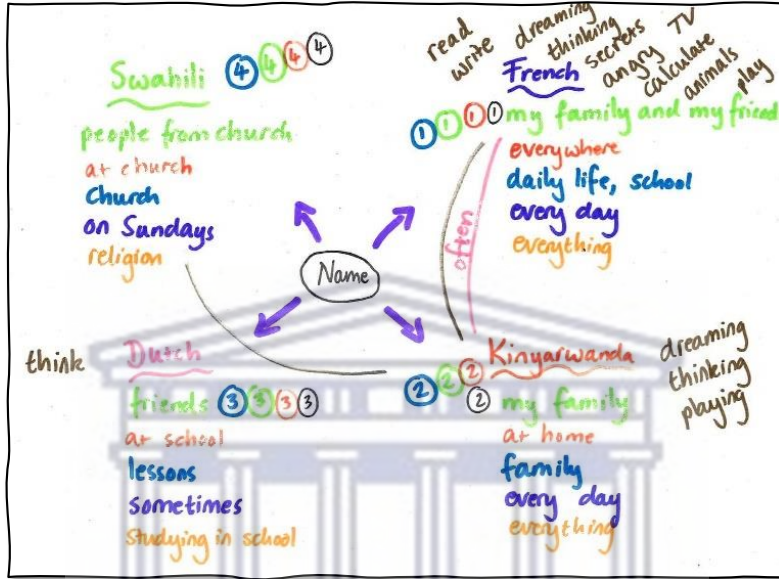 Swahili 4 4 4 4
people from church
at church
Church
on Sundays
religion
read
write
dreaming
thinking
secrets
angry
TV
calculate
animals
play
French
1 1 1 1 my family and my friend
everywhere
daily life, school
every day
everything
often
Name
think
Dutch
friends 3 3 3 3
at school
lessons
sometimes
studying in school
Kinyarwanda
2 2 2 2
my family
at home
family
every day
everything
dreaming
thinking
playing